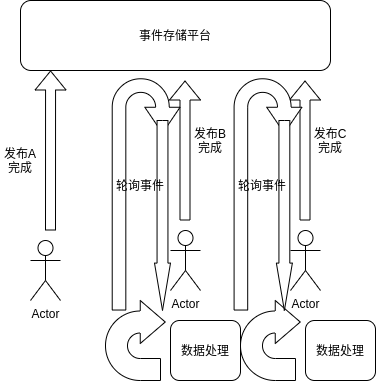 事件存储平台
发布A
完成
发布B
完成
发布C
完成
轮询事件
轮询事件
Actor
Actor
Actor
数据处理
数据处理